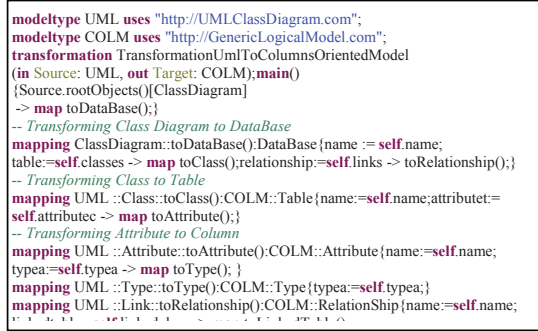 modeltype UML uses "http://UMLClassDiagram.com";
modeltype COLM uses "http://GenericLogicalModel.com";
transformation TransformationUmlToColumnsOrientedModel
(in Source: UML, out Target: COLM);main()
{Source.rootObjects()[ClassDiagram]
-> map toDataBase();}
-- Transforming Class Diagram to DataBase
mapping ClassDiagram::toDataBase():DataBase{name := self.name;
table:=self.classes -> map toClass();relationship:=self.links -> toRelationship();}
-- Transforming Class to Table
mapping UML ::Class::toClass():COLM::Table{name:=self.name;attributet:=
self.attributec -> map toAttribute();}
-- Transforming Attribute to Column
mapping UML ::Attribute::toAttribute():COLM::Attribute{name:=self.name;
typea:=self.typea -> map toType(); }
mapping UML ::Type::toType():COLM::Type{typea:=self.typea;}
mapping UML ::Link::toRelationship():COLM::RelationShip{name:=self.name;